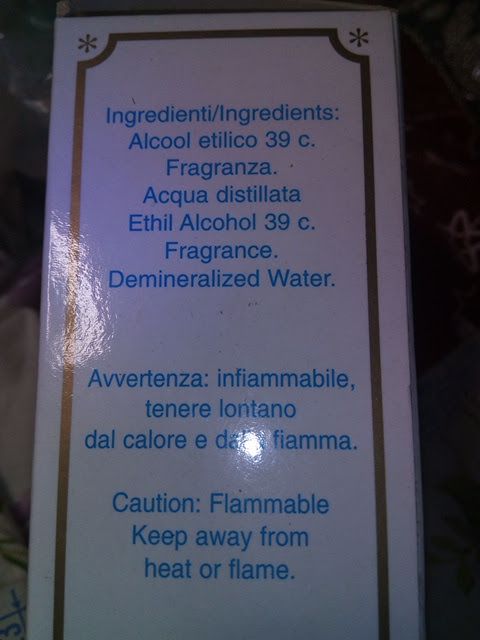 Ingredienti/Ingredients:
Alcool etilico 39 c.
Fragranza.
Acqua distillata
Ethil Alcohol 39 c.
Fragrance.
Demineralized Water.
Avvertenza: infiammabile,
tenere lontano
dal calore e dalla fiamma.
Caution: Flammable
Keep away from
heat or flame.